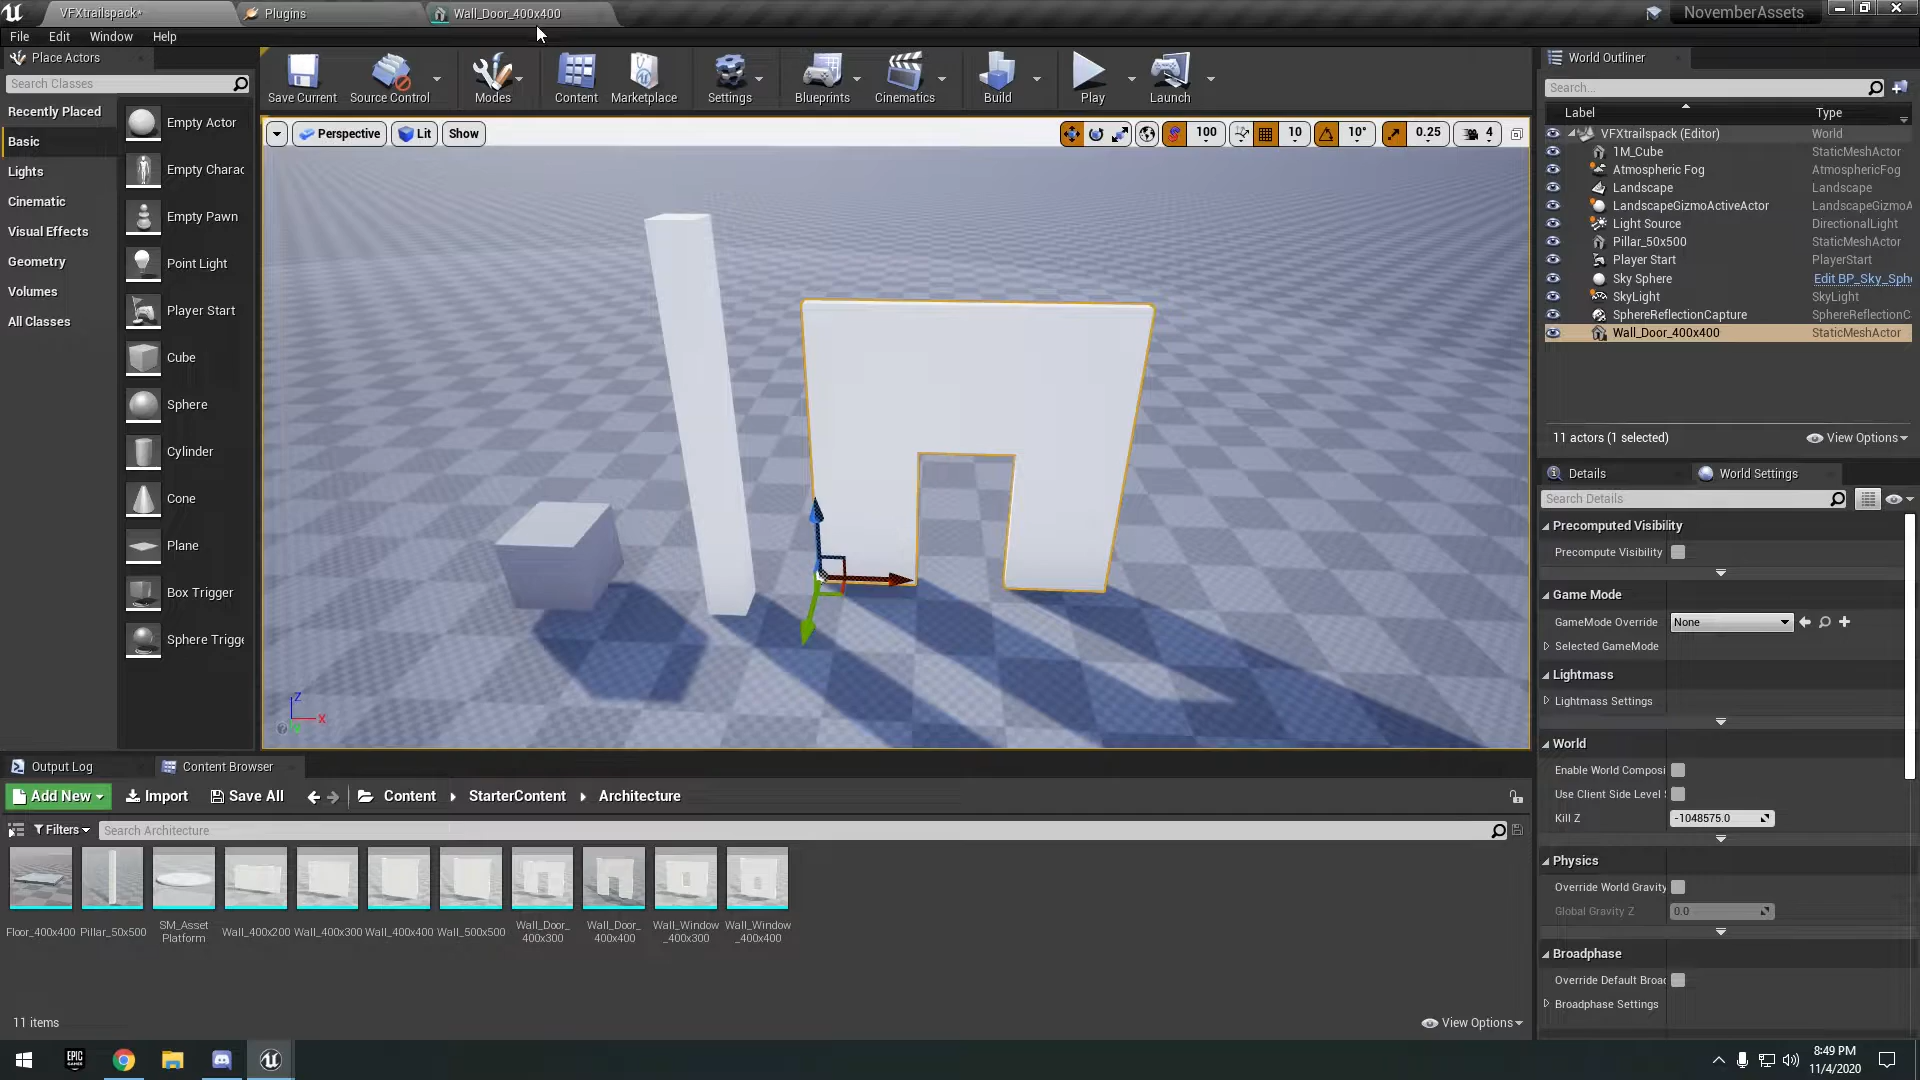 VFXtrailspack*
Plugins
Wall_Door_400x400
NovemberAssets
File Edit Window Help
Place Actors
Search Classes
Recently Placed
Basic
Lights
Cinematic
Visual Effects
Geometry
Volumes
All Classes
Empty Actor
Empty Charac
Empty Pawn
Point Light
Player Start
Cube
Sphere
Cylinder
Cone
Plane
Box Trigger
Sphere Trigge
Save Current
Source Control
Modes
Content
Marketplace
Settings
Blueprints
Cinematics
Build
Play
Launch
Perspective
Lit
Show
100
10
10°
0.25
4
Z
X
World Outliner
Search...
Label Type
VFXtrailspack (Editor) World
1M_Cube StaticMeshActor
Atmospheric Fog AtmosphericFog
Landscape Landscape
LandscapeGizmoActiveActor LandscapeGizmoA
Light Source DirectionalLight
Pillar_50x500 StaticMeshActor
Player Start PlayerStart
Sky Sphere Edit BP_Sky_Sph
SkyLight SkyLight
SphereReflectionCapture SphereReflectionC
Wall_Door_400x400 StaticMeshActor
11 actors (1 selected)
View Options
Details
World Settings
Search Details
Precomputed Visibility
Precompute Visibility
Game Mode
GameMode Override None
Selected GameMode
Lightmass
Lightmass Settings
World
Enable World Composi
Use Client Side Level
Kill Z -1048575.0
Physics
Override World Gravity
Global Gravity Z 0.0
Broadphase
Override Default Broad
Broadphase Settings
Output Log
Content Browser
Add New
Import
Save All
Content
StarterContent
Architecture
Filters
Search Architecture
Floor_400x400
Pillar_50x500
SM_Asset
Platform
Wall_400x200
Wall_400x300
Wall_400x400
Wall_500x500
Wall_Door_
400x300
Wall_Door_
400x400
Wall_Window
_400x300
Wall_Window
_400x400
11 items
View Options
EPIC
GAMES
8:49 PM
11/4/2020